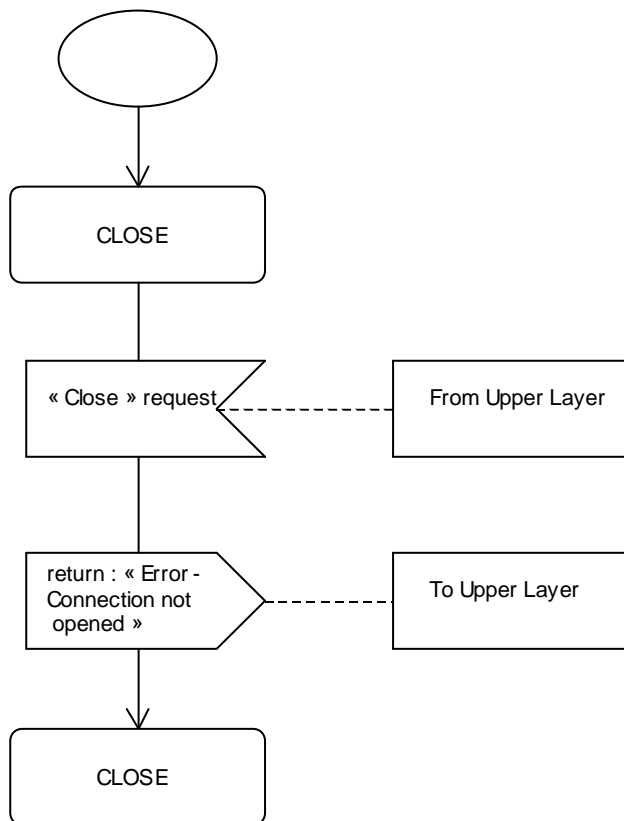 CLOSE
« Close » request
From Upper Layer
return : « Error -
Connection not
opened »
To Upper Layer
CLOSE